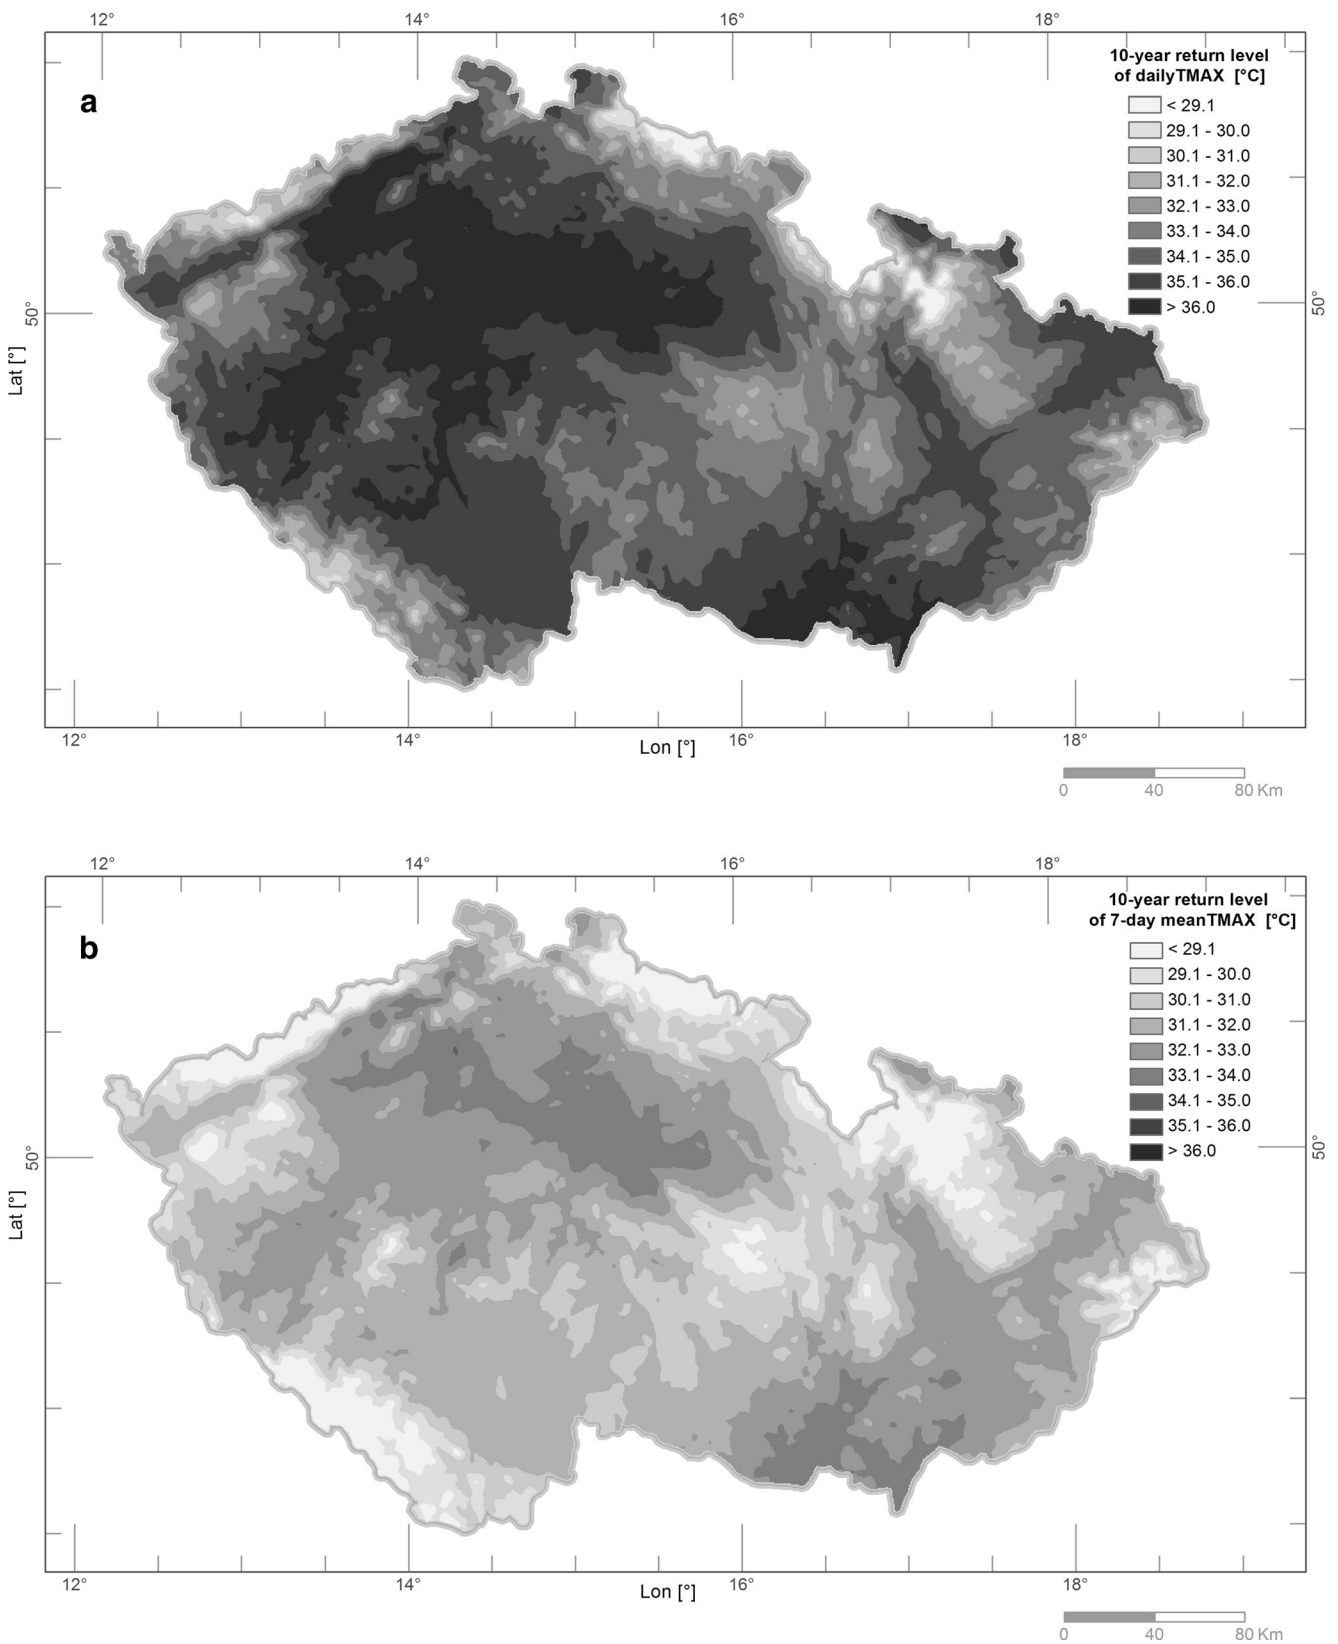 12° 14° 16° 18°
a
10-year return level
of dailyTMAX [°C]
< 29.1
29.1 - 30.0
30.1 - 31.0
31.1 - 32.0
32.1 - 33.0
33.1 - 34.0
34.1 - 35.0
35.1 - 36.0
> 36.0
50° 50°
Lat [°]
12° 14° 16° 18°
Lon [°]
0 40 80 Km
12° 14° 16° 18°
b
10-year return level
of 7-day meanTMAX [°C]
< 29.1
29.1 - 30.0
30.1 - 31.0
31.1 - 32.0
32.1 - 33.0
33.1 - 34.0
34.1 - 35.0
35.1 - 36.0
> 36.0
50° 50°
Lat [°]
12° 14° 16° 18°
Lon [°]
0 40 80 Km